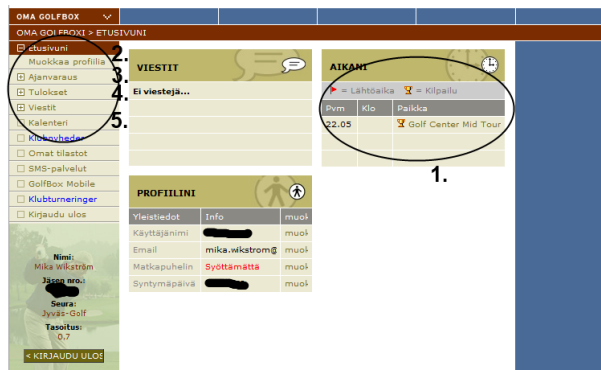 OMA GOLFBOX
OMA GOLFBOXI > ETUSIVUNI
Etusivuni
Muokkaa profiilia
2.
Ajanvaraus
3.
Tulokset
4.
Viestit
Kalenteri
5.
Klubovheder
Omat tilastot
SMS-palvelut
GolfBox Mobile
Klubturneringer
Kirjaudu ulos
Nimi:
Mika Wikström
Jäsen nro.:
Seura:
Jyväs-Golf
Tasoitus:
0.7
< KIRJAUDU ULOS
VIESTIT
Ei viestejä...
AIKANI
= Lähtöaika = Kilpailu
Pvm Klo Paikka
22.05 Golf Center Mid Tour
1.
PROFIILINI
Yleistiedot Info muok
Käyttäjänimi muok
Email mika.wikstrom@ muok
Matkapuhelin Syöttämättä muok
Syntymäpäivä muok